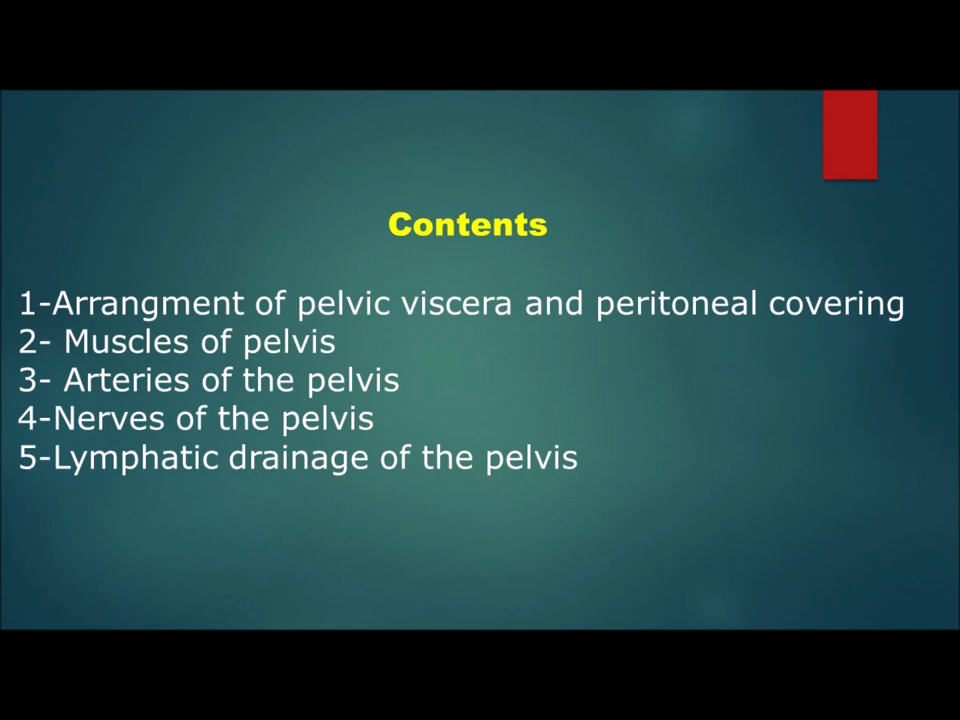 Contents
1-Arrangment of pelvic viscera and peritoneal covering
2- Muscles of pelvis
3- Arteries of the pelvis
4-Nerves of the pelvis
5-Lymphatic drainage of the pelvis